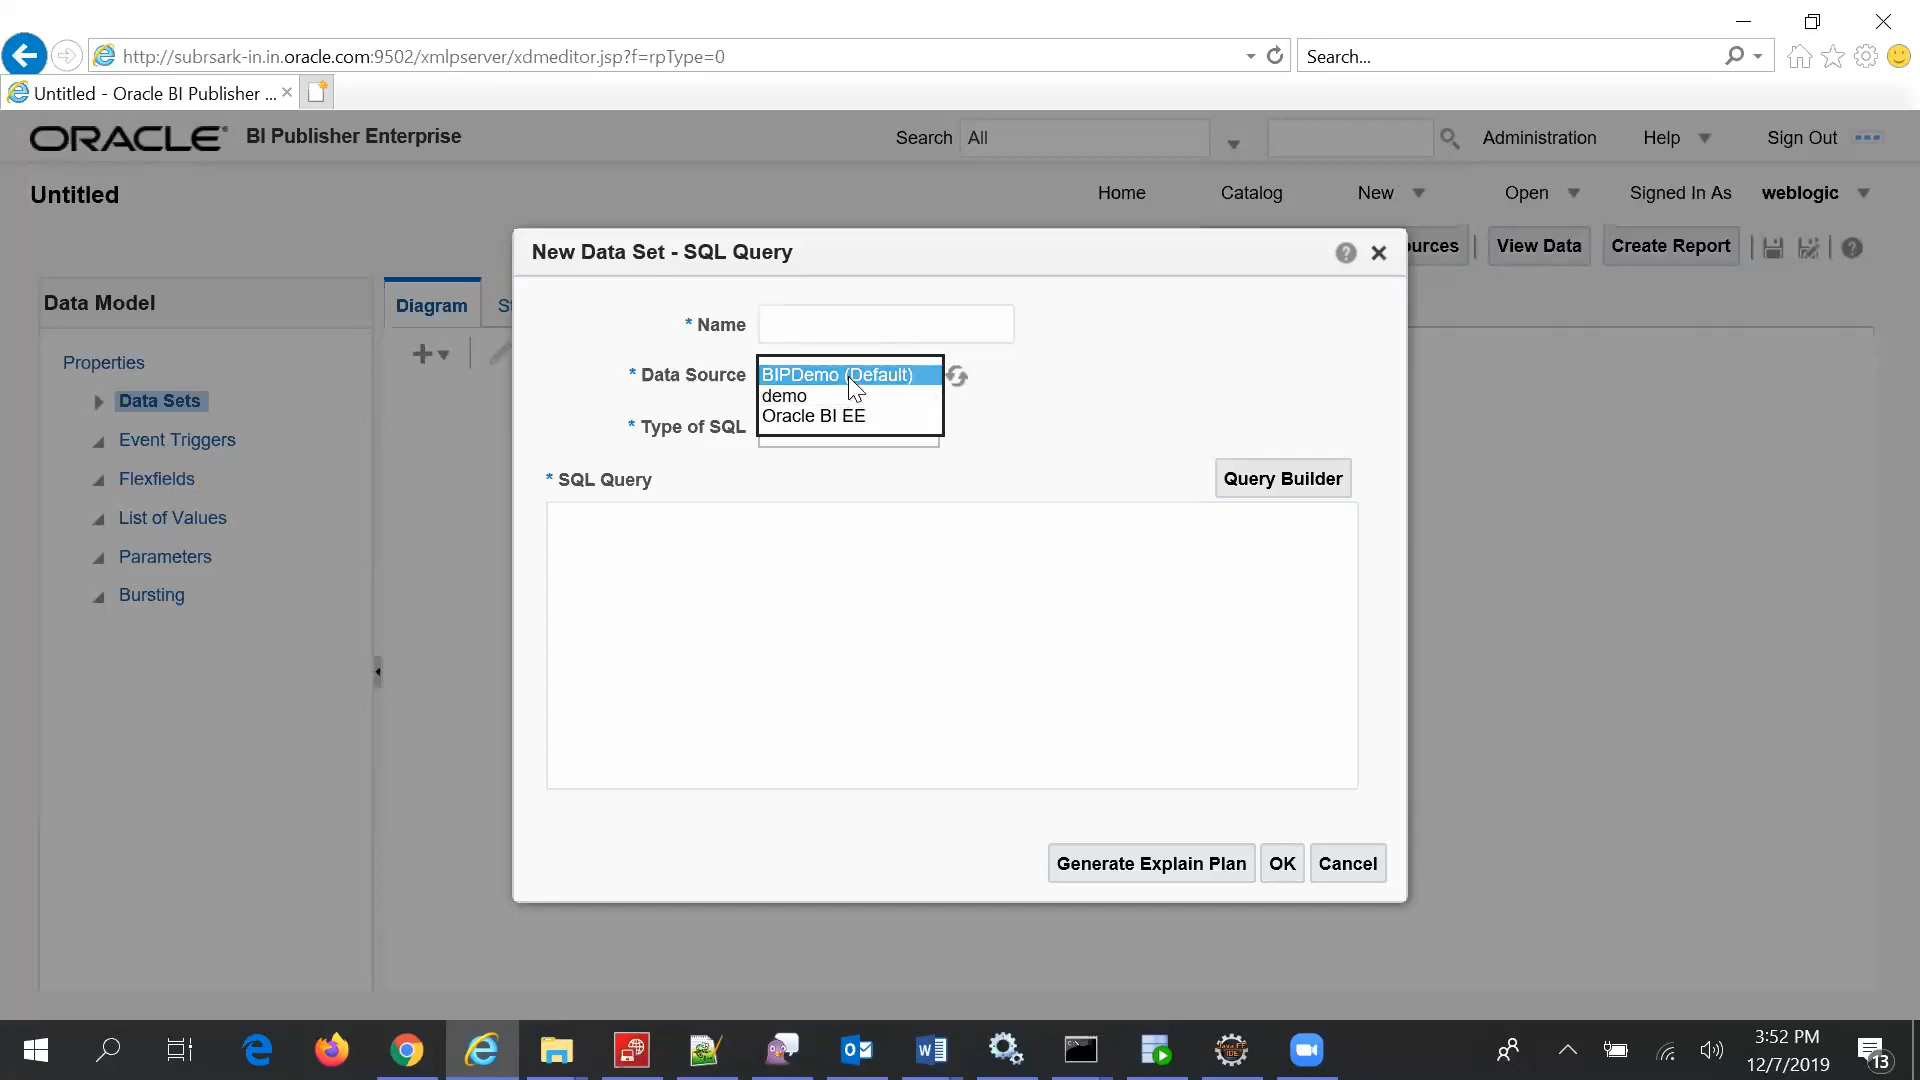 http://subrsark-in.in.oracle.com:9502/xmlpserver/xdmeditor.jsp?f=rpType=0
Search...
Untitled - Oracle BI Publisher ...
ORACLE BI Publisher Enterprise
Search All
Administration Help Sign Out
Untitled
Home Catalog New Open Signed In As weblogic
New Data Set - SQL Query
ources View Data Create Report
Data Model
Diagram St
* Name
Properties
* Data Source BIPDemo (Default)
demo
Oracle BI EE
Data Sets
* Type of SQL
Event Triggers
* SQL Query
Query Builder
Flexfields
List of Values
Parameters
Bursting
Generate Explain Plan OK Cancel
3:52 PM
12/7/2019
13